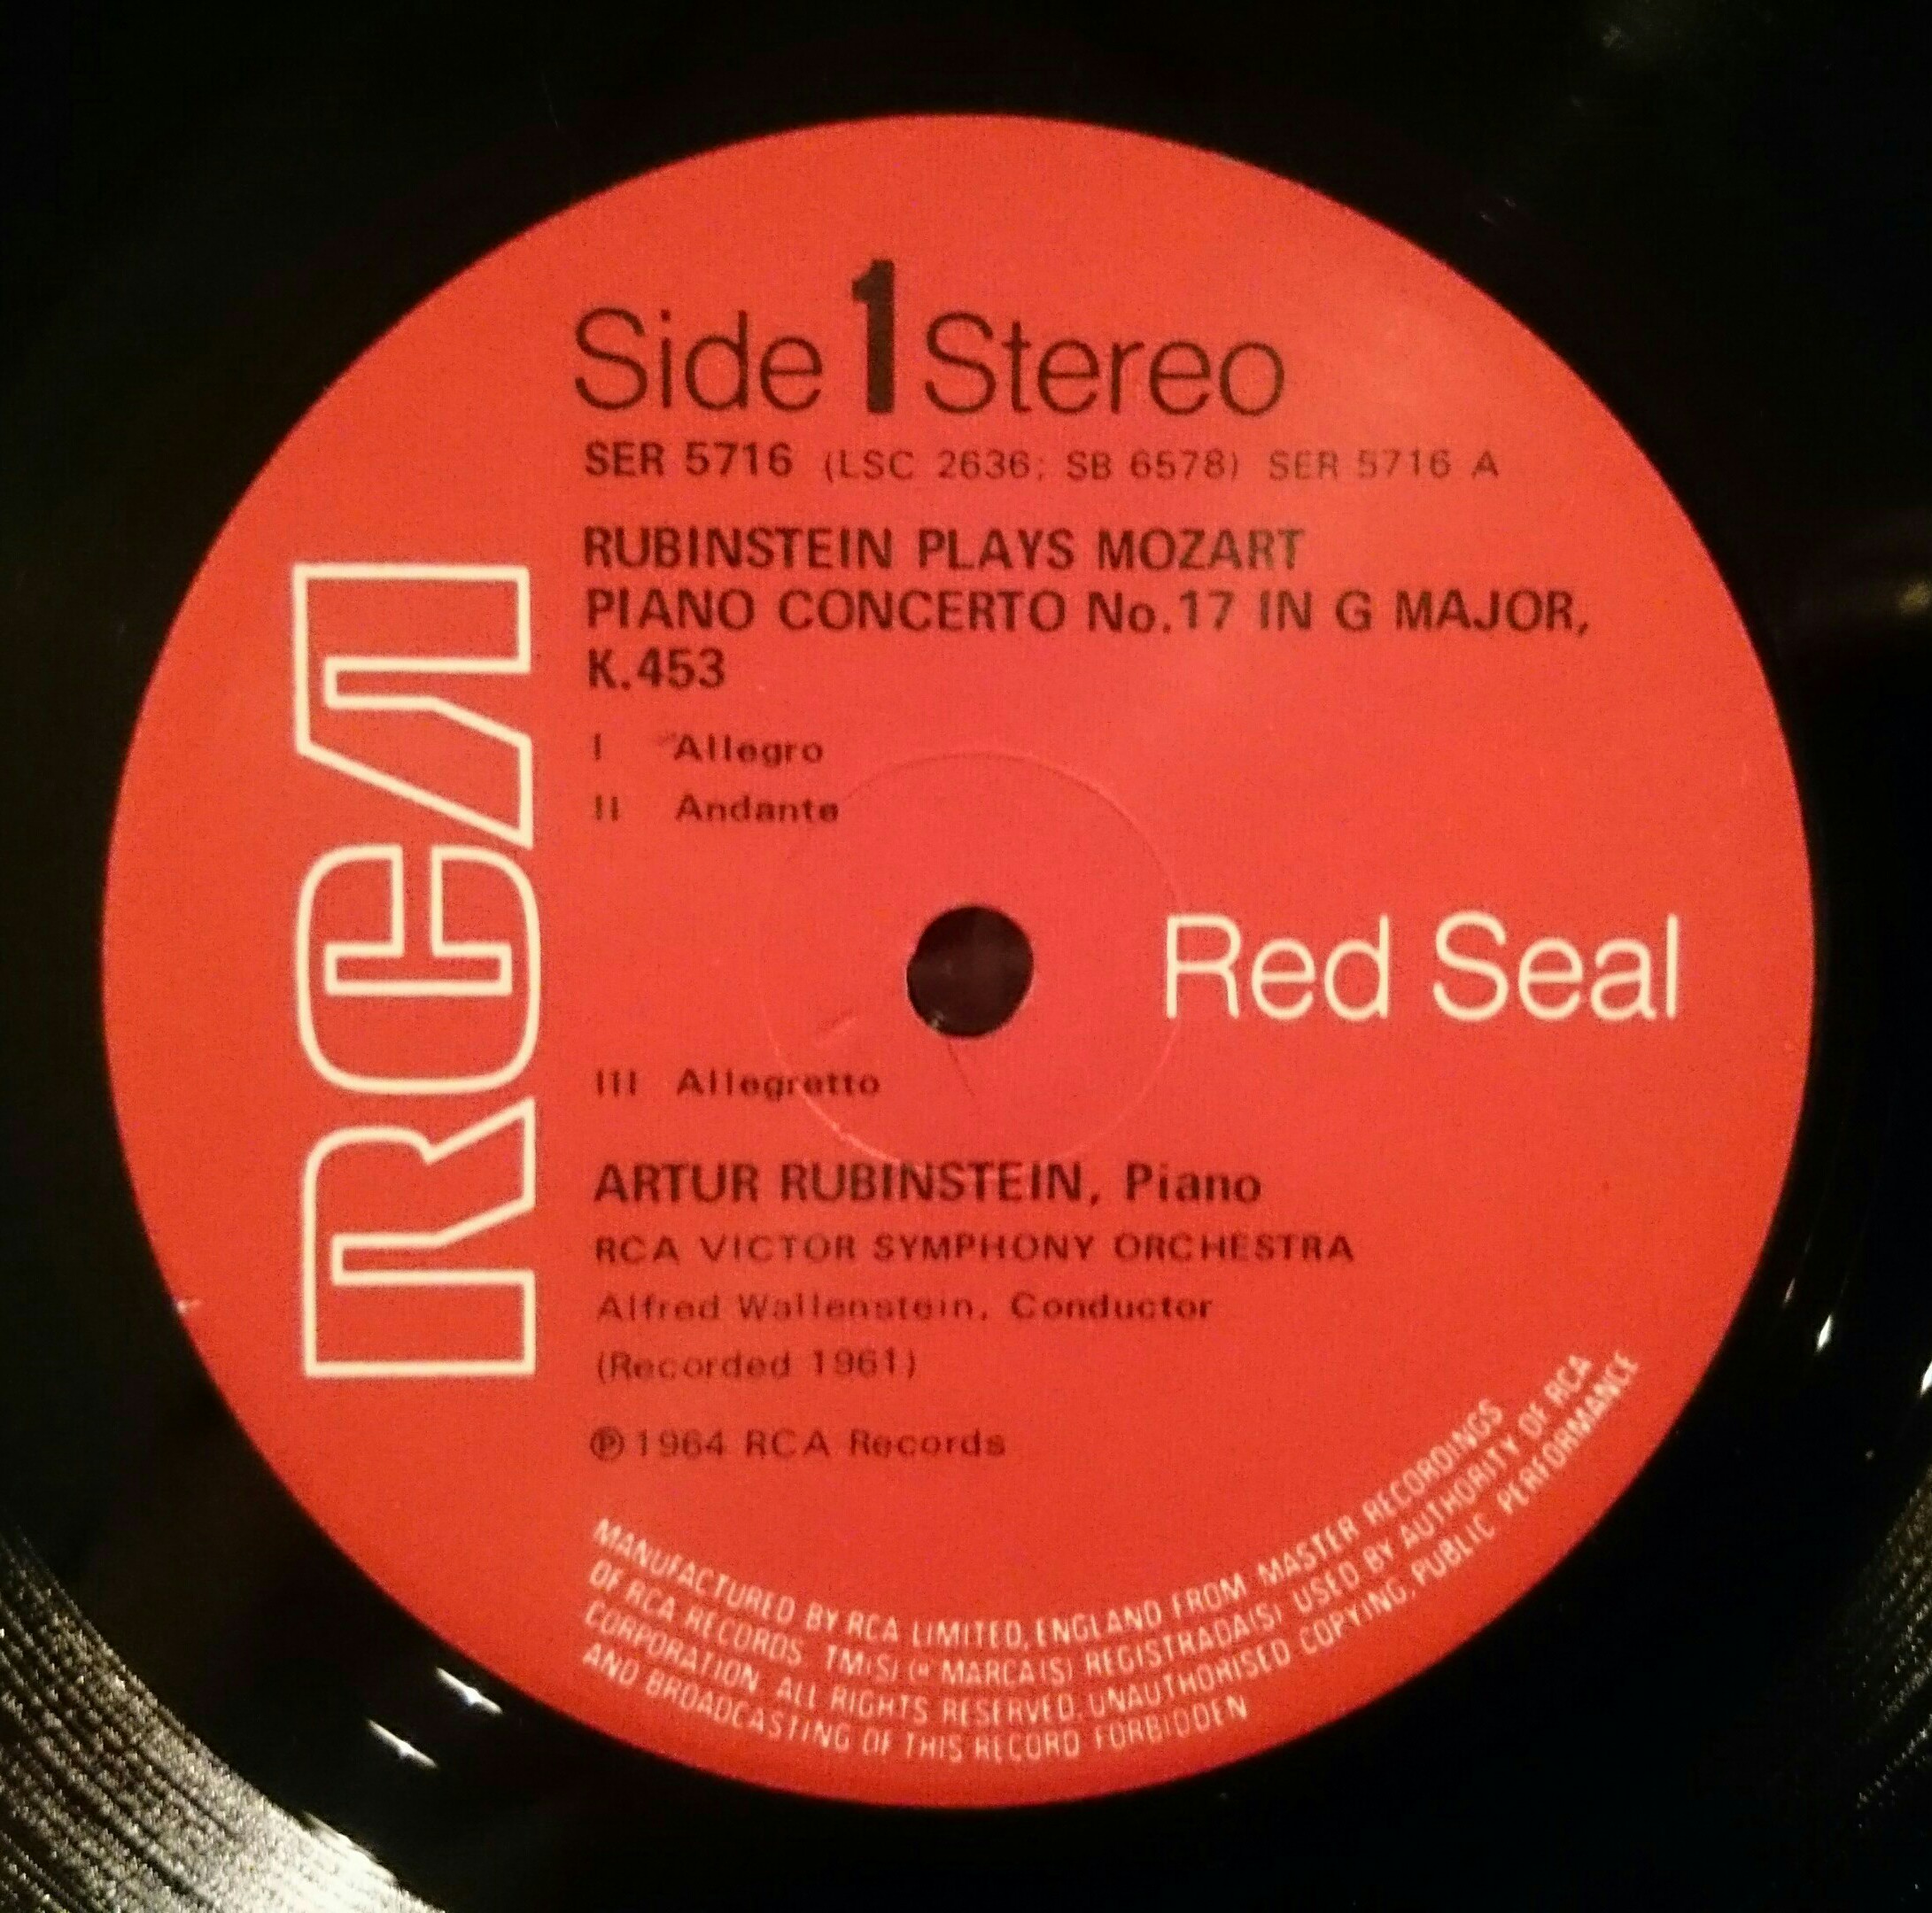 Side 1 Stereo
SER 5716 (LSC 2636; SB 6578) SER 5716 A
RUBINSTEIN PLAYS MOZART
PIANO CONCERTO No.17 IN G MAJOR,
K.453
I Allegro
II Andante
RCA
Red Seal
III Allegretto
ARTUR RUBINSTEIN, Piano
RCA VICTOR SYMPHONY ORCHESTRA
Alfred Wallenstein, Conductor
(Recorded 1961)
℗ 1964 RCA Records
MANUFACTURED BY RCA LIMITED, ENGLAND FROM MASTER RECORDINGS
OF RCA RECORDS. TM(S) ® MARCA(S) REGISTRADA(S) USED BY AUTHORITY OF RCA
CORPORATION. ALL RIGHTS RESERVED. UNAUTHORISED COPYING, PUBLIC PERFORMANCE
AND BROADCASTING OF THIS RECORD FORBIDDEN